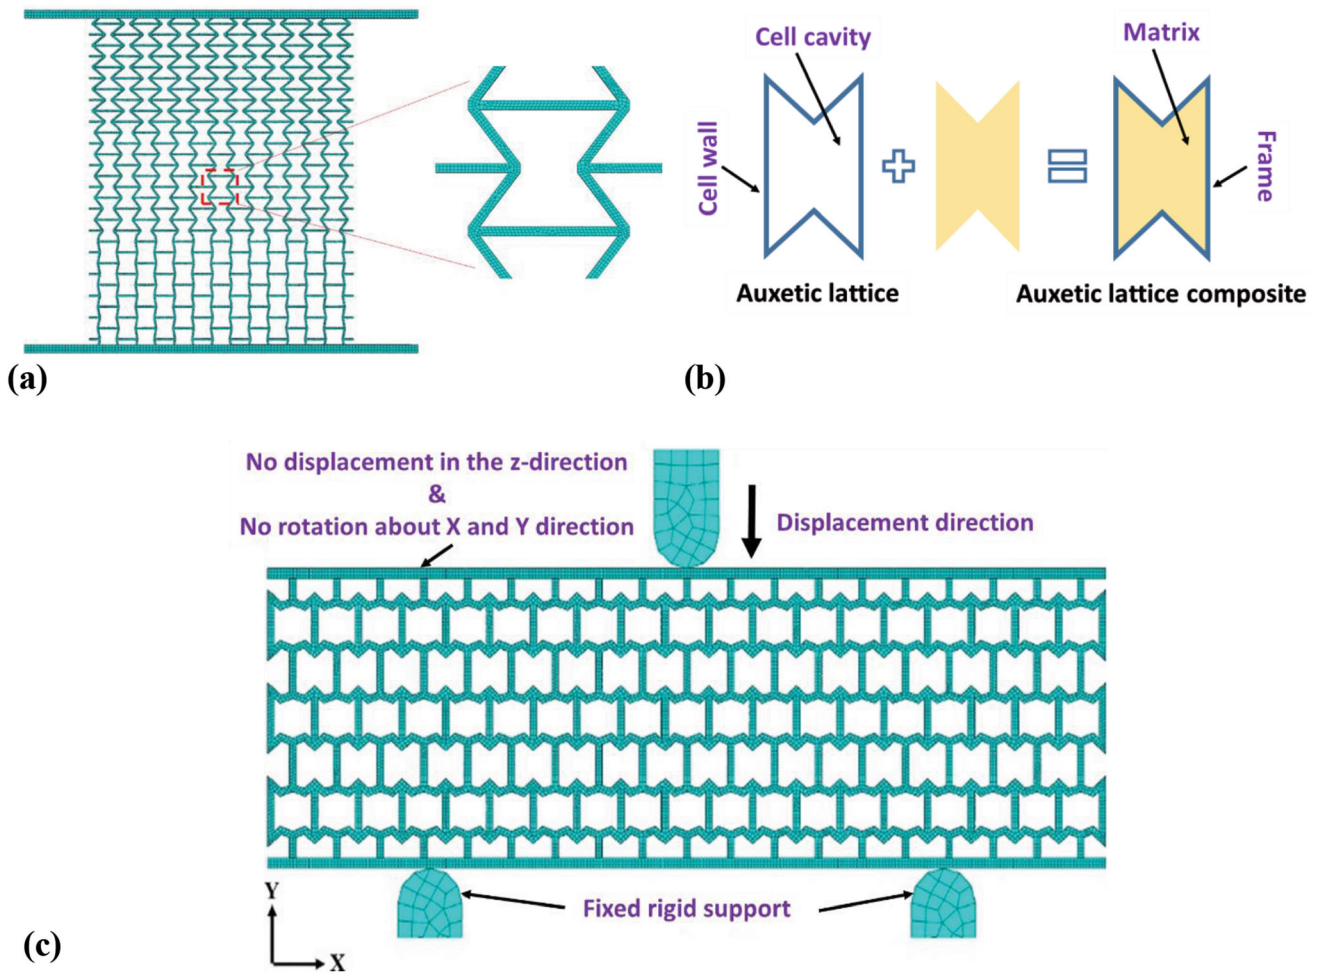 Cell cavity
Matrix
Cell wall
Frame
Auxetic lattice
Auxetic lattice composite
(a)
(b)
No displacement in the z-direction
&
No rotation about X and Y direction
Displacement direction
Fixed rigid support
Y
X
(c)